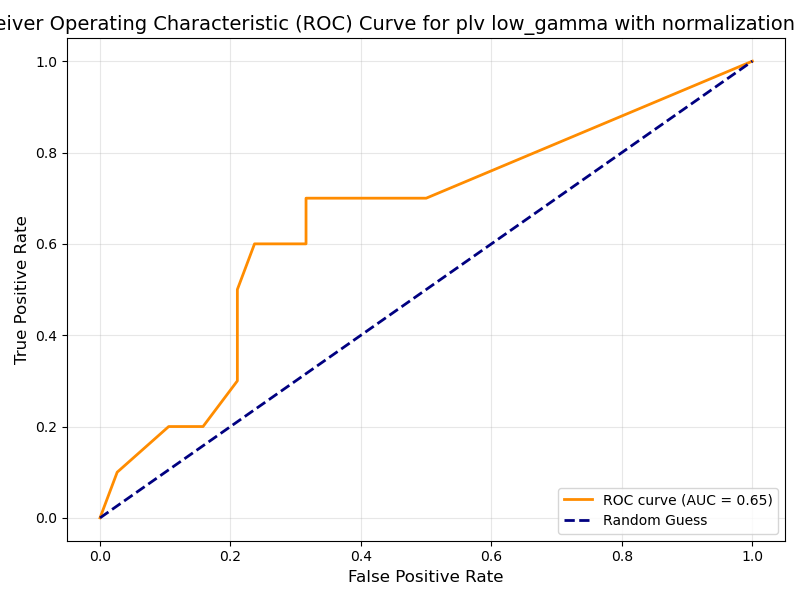 Operating Characteristic (ROC) Curve for plv low_gamma with normalization
1.0
0.8
0.6
0.4
0.2
0.0
True Positive Rate
ROC curve (AUC = 0.65)
Random Guess
0.0 0.2 0.4 0.6 0.8 1.0
False Positive Rate